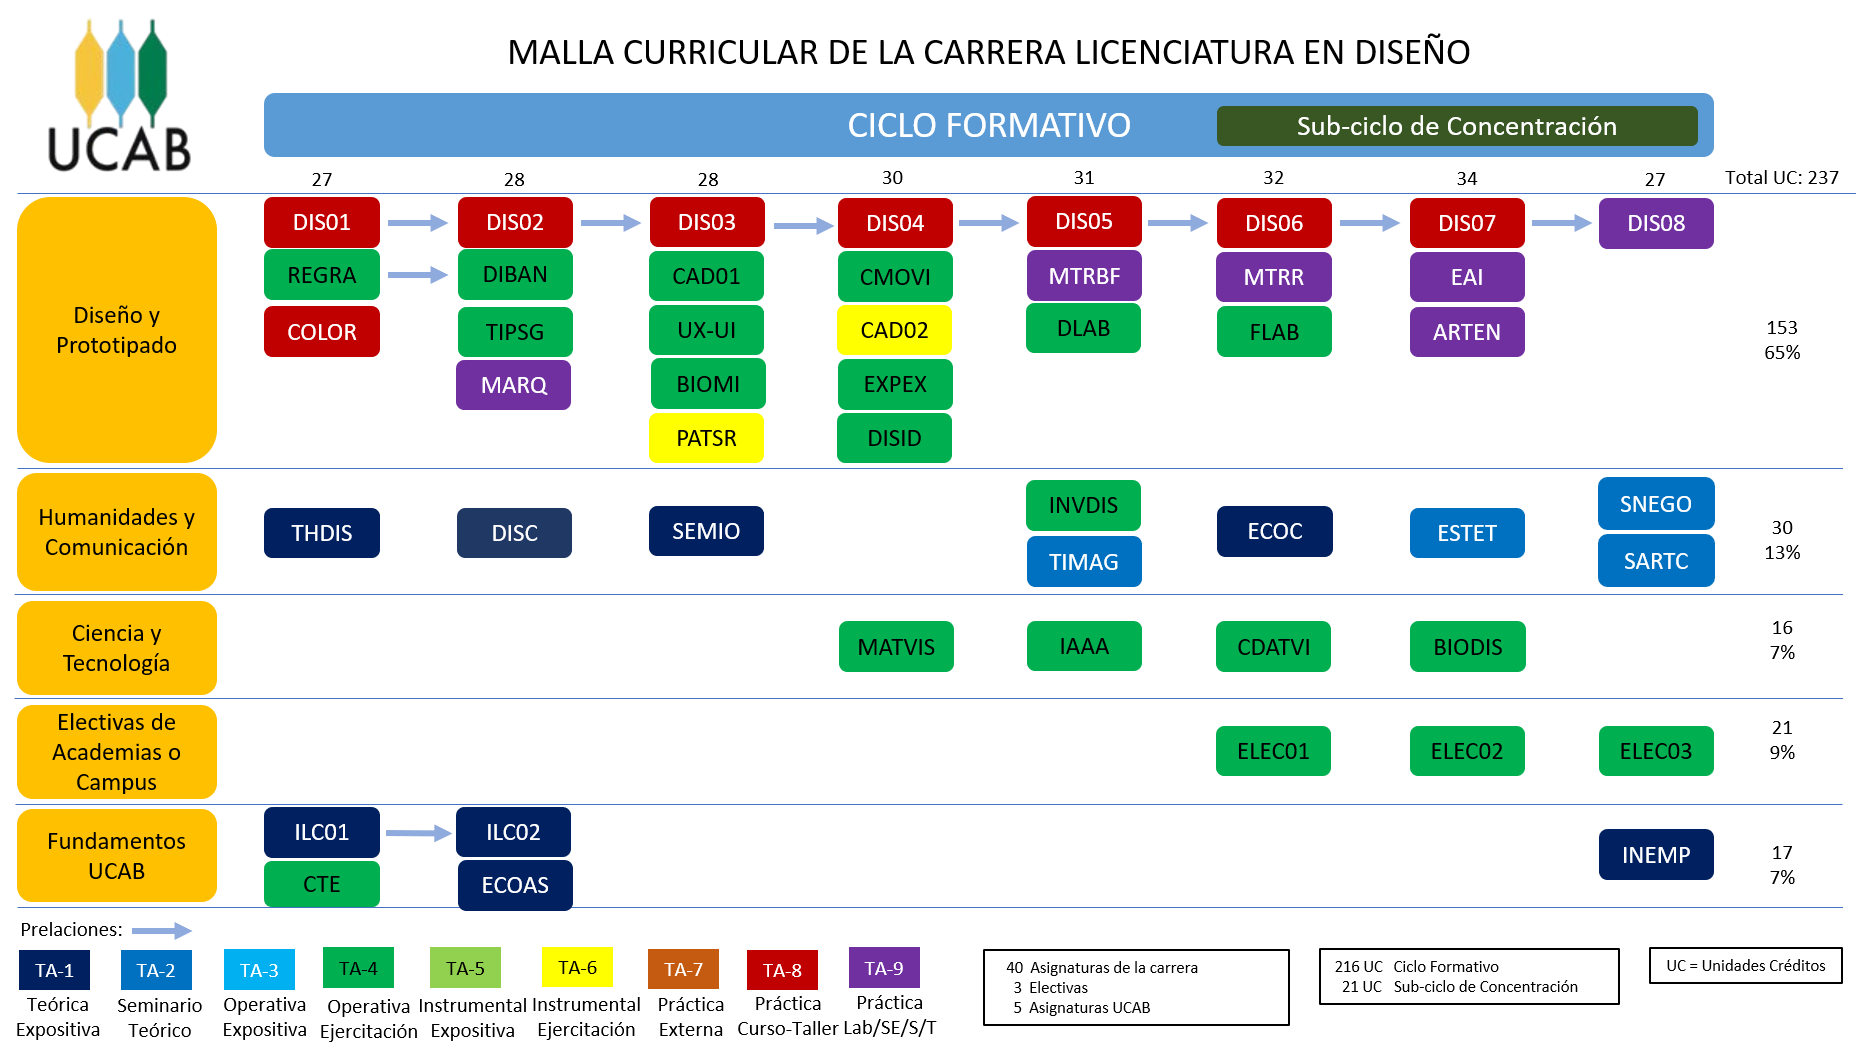 UCAB
MALLA CURRICULAR DE LA CARRERA LICENCIATURA EN DISEÑO
CICLO FORMATIVO
Sub-ciclo de Concentración
27 28 28 30 31 32 34 27 Total UC: 237
Diseño y
Prototipado
DIS01 DIS02 DIS03 DIS04 DIS05 DIS06 DIS07 DIS08
REGRA DIBAN CAD01 CMOVI MTRBF MTRR EAI
COLOR TIPSG UX-UI CAD02 DLAB FLAB ARTEN
MARQ BIOMI EXPEX
PATSR DISID
153
65%
Humanidades y
Comunicación
INVDIS SNEGO
THDIS DISC SEMIO ECOC ESTET
TIMAG SARTC
30
13%
Ciencia y
Tecnología
MATVIS IAAA CDATVI BIODIS
16
7%
Electivas de
Academias o
Campus
ELEC01 ELEC02 ELEC03
21
9%
Fundamentos
UCAB
ILC01 ILC02
CTE ECOAS
INEMP
17
7%
Prelaciones:
TA-1
Teórica
Expositiva
TA-2
Seminario
Teórico
TA-3
Operativa
Expositiva
TA-4
Operativa
Ejercitación
TA-5
Instrumental
Expositiva
TA-6
Instrumental
Ejercitación
TA-7
Práctica
Externa
TA-8
Práctica
Curso-Taller
TA-9
Práctica
Lab/SE/S/T
40 Asignaturas de la carrera
3 Electivas
5 Asignaturas UCAB
216 UC Ciclo Formativo
21 UC Sub-ciclo de Concentración
UC = Unidades Créditos